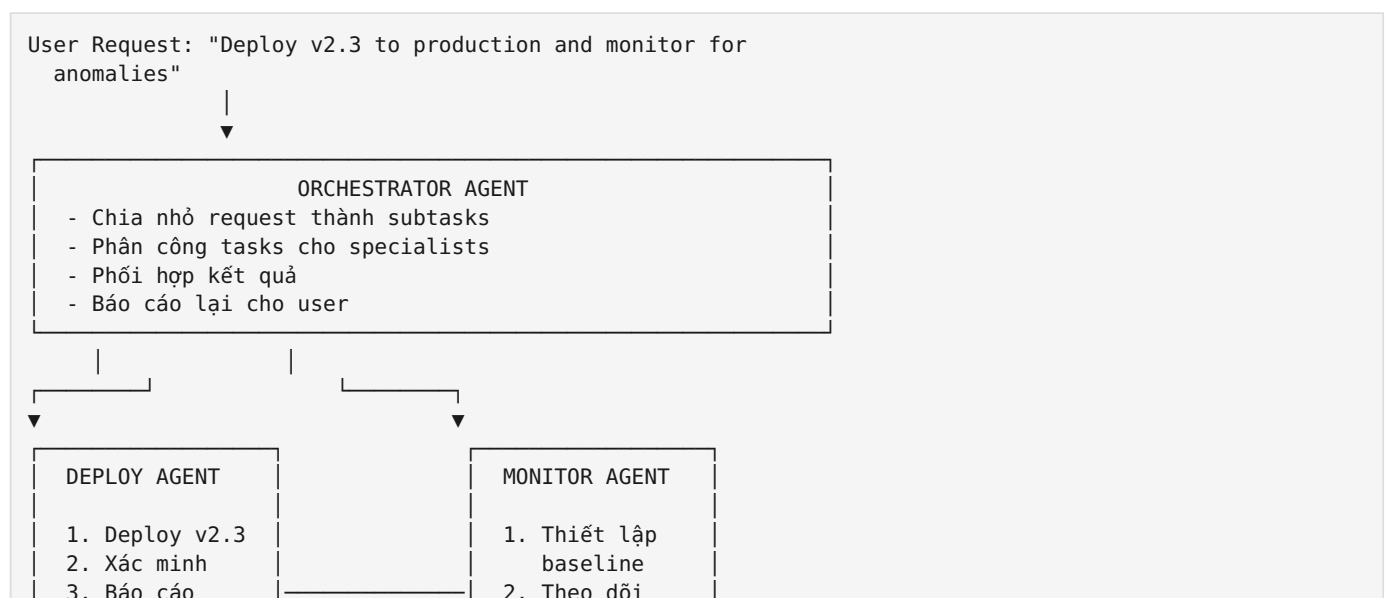 User Request: "Deploy v2.3 to production and monitor for
anomalies"
ORCHESTRATOR AGENT
- Chia nhỏ request thành subtasks
- Phân công tasks cho specialists
- Phối hợp kết quả
- Báo cáo lại cho user
DEPLOY AGENT
1. Deploy v2.3
2. Xác minh
3. Báo cáo
MONITOR AGENT
1. Thiết lập
baseline
2. Theo dõi